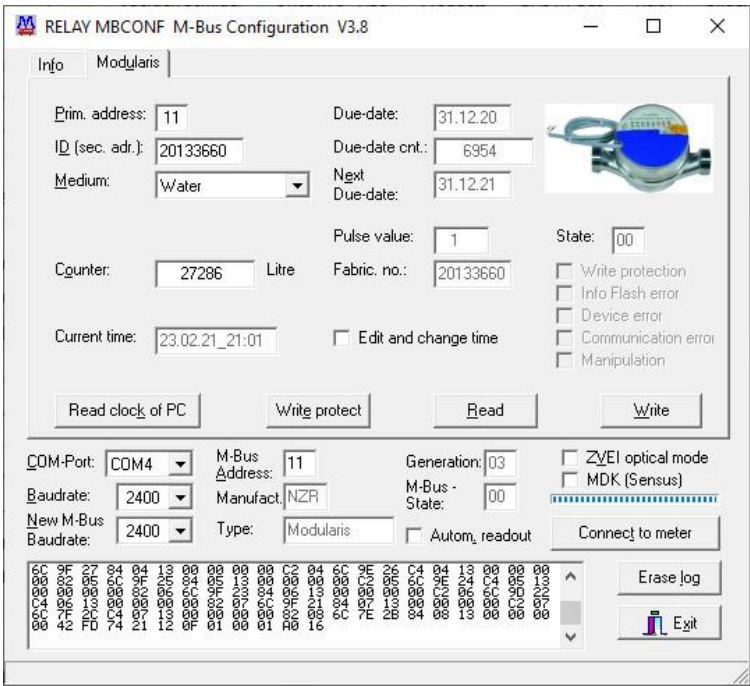 RELAY MBCONF M-Bus Configuration V3.8
Info Modularis
Prim. address: 11 Due-date: 31.12.20
ID (sec. adr.): 20133660 Due-date cnt.: 6954
Medium: Water Next Due-date: 31.12.21
Pulse value: 1 State: 00
Counter: 27286 Litre Fabric. no.: 20133660
Write protection
Info Flash error
Device error
Current time: 23.02.21_21:01 Edit and change time Communication error
Manipulation
Read clock of PC Write protect Read Write
COM-Port: COM4 M-Bus Address: 11 Generation: 03 ZVEI optical mode
MDK (Sensus)
Baudrate: 2400 Manufact. NZR M-Bus - State: 00
New M-Bus Baudrate: 2400 Type: Modularis Autom. readout Connect to meter
6C 9F 27 84 04 13 00 00 00 00 C2 04 6C 9E 26 C4 04 13 00 00 00
00 82 05 6C 9F 25 84 05 13 00 00 00 00 C2 05 6C 9E 24 C4 05 13
00 00 00 00 82 06 6C 9F 23 84 06 13 00 00 00 00 C2 06 6C 9D 22
C4 06 13 00 00 00 00 82 07 6C 9F 21 84 07 13 00 00 00 00 C2 07
6C 7F 2C C4 07 13 00 00 00 00 82 08 6C 7E 2B 84 08 13 00 00 00
00 42 FD 74 21 12 0F 01 00 01 A0 16
Erase log
Exit